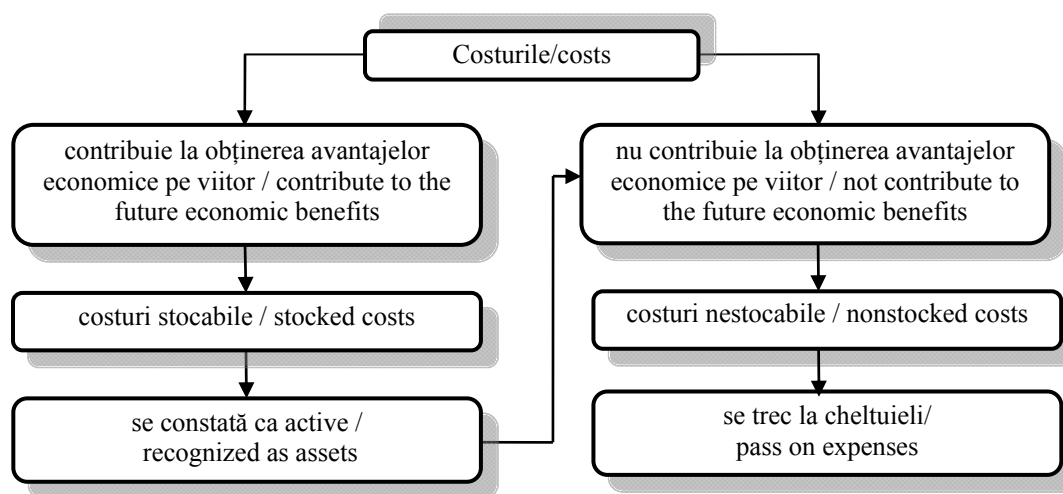 Costurile/costs
contribuie la obținerea avantajelor
economice pe viitor / contribute to the
future economic benefits
nu contribuie la obținerea avantajelor
economice pe viitor / not contribute to
the future economic benefits
costuri stocabile / stocked costs
costuri nestocabile / nonstocked costs
se constată ca active /
recognized as assets
se trec la cheltuieli/
pass on expenses